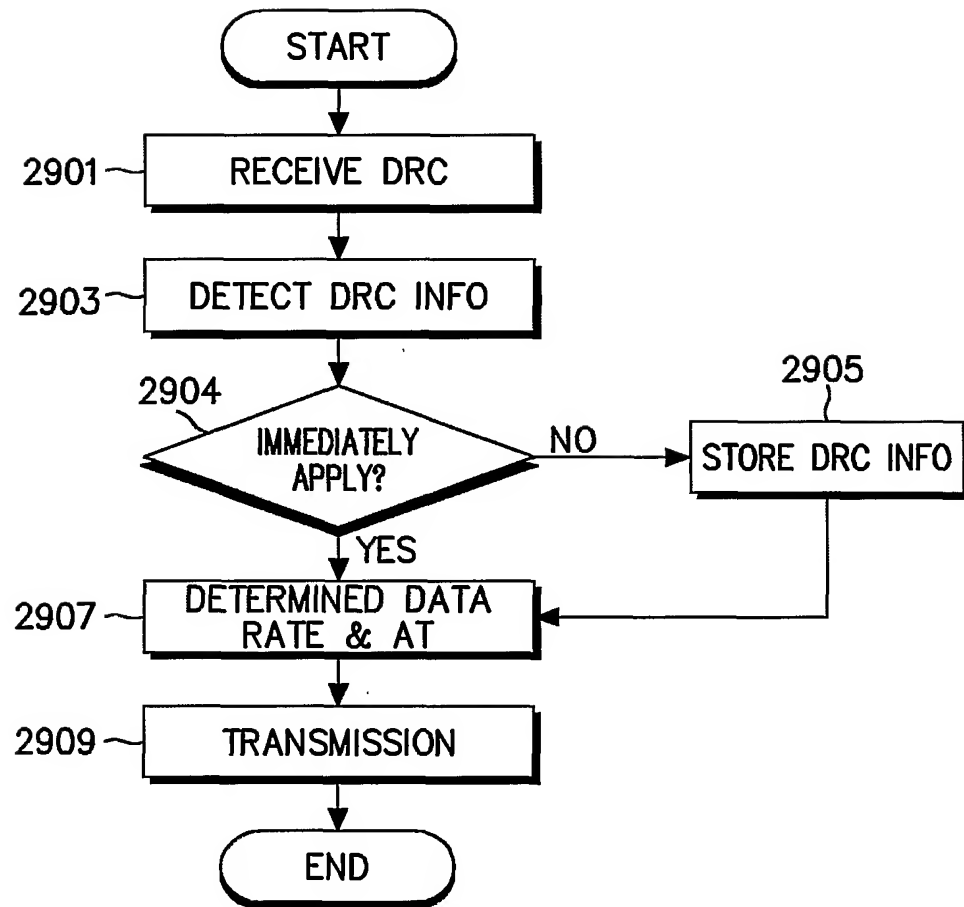 START
2901
RECEIVE DRC
2903
DETECT DRC INFO
2904
IMMEDIATELY
APPLY?
NO
2905
STORE DRC INFO
YES
2907
DETERMINED DATA
RATE & AT
2909
TRANSMISSION
END